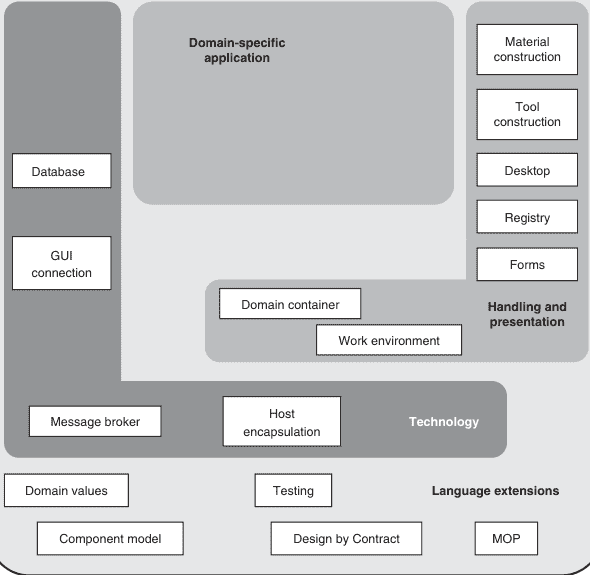 Domain-specific
application
Material
construction
Tool
construction
Database
Desktop
Registry
GUI
connection
Forms
Domain container
Handling and
presentation
Work environment
Message broker
Host
encapsulation
Technology
Domain values
Testing
Language extensions
Component model
Design by Contract
MOP